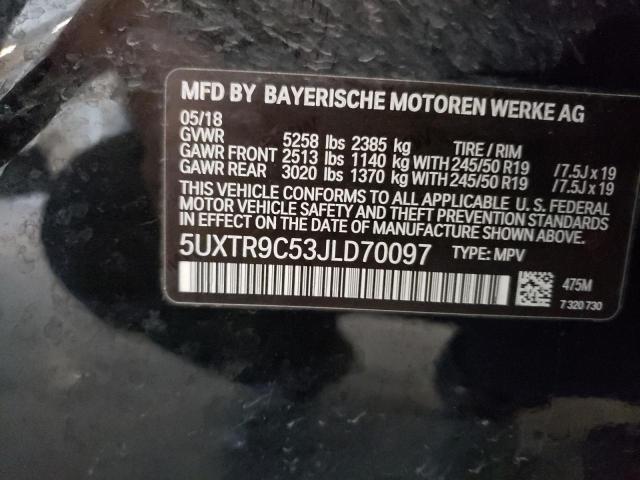 MFD BY BAYERISCHE MOTOREN WERKE AG
05/18
GVWR 5258 lbs 2385 kg TIRE / RIM
GAWR FRONT 2513 lbs 1140 kg WITH 245/50 R19 /7.5J x 19
GAWR REAR 3020 lbs 1370 kg WITH 245/50 R19 /7.5J x 19
THIS VEHICLE CONFORMS TO ALL APPLICABLE U. S. FEDERAL
MOTOR VEHICLE SAFETY AND THEFT PREVENTION STANDARDS
IN EFFECT ON THE DATE OF MANUFACTURE SHOWN ABOVE.
5UXTR9C53JLD70097 TYPE: MPV
475M
7 320 730